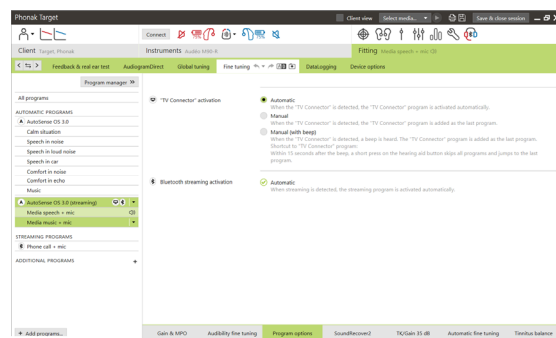 Phonak Target
Client view
Select media...
Save & close session
Connect
Client Target, Phonak
Instruments Audéo M90-R
Fitting Media speech + mic
Feedback & real ear test
AudiogramDirect
Global tuning
Fine tuning
DataLogging
Device options
Program manager
All programs
AUTOMATIC PROGRAMS
A AutoSense OS 3.0
Calm situation
Speech in noise
Speech in loud noise
Speech in car
Comfort in noise
Comfort in echo
Music
A AutoSense OS 3.0 (streaming)
Media speech + mic
Media music + mic
STREAMING PROGRAMS
Phone call + mic
ADDITIONAL PROGRAMS +
+ Add programs...
"TV Connector" activation
Automatic
When the "TV Connector" is detected, the "TV Connector" program is activated automatically.
Manual
When the "TV Connector" is detected, the "TV Connector" program is added as the last program.
Manual (with beep)
When the "TV Connector" is detected, a beep is heard. The "TV Connector" program is added as the last program.
Shortcut to "TV Connector" program:
Within 15 seconds after the beep, a short press on the hearing aid button skips all programs and jumps to the last
program.
Bluetooth streaming activation
Automatic
When streaming is detected, the streaming program is activated automatically.
Gain & MPO
Audibility fine tuning
Program options
SoundRecover2
TK/Gain 35 dB
Automatic fine tuning
Tinnitus balance